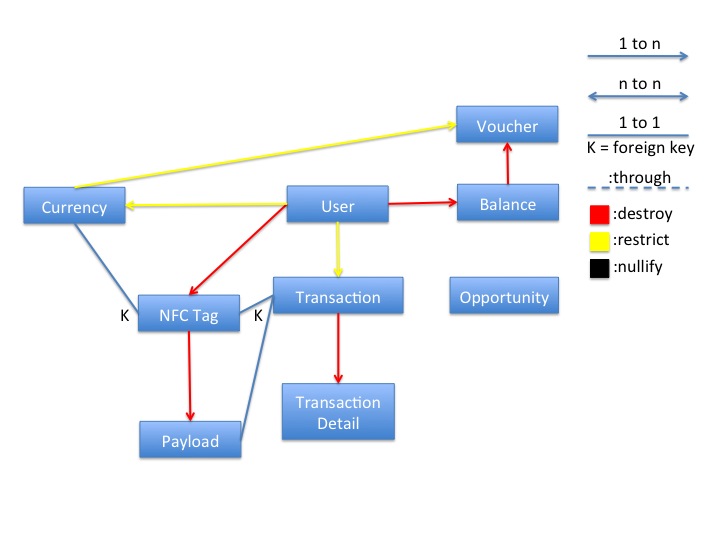 1 to n
n to n
Voucher
1 to 1
K = foreign key
:through
Currency
User
Balance
:destroy
:restrict
:nullify
Transaction
Opportunity
K
NFC Tag
K
Transaction
Detail
Payload